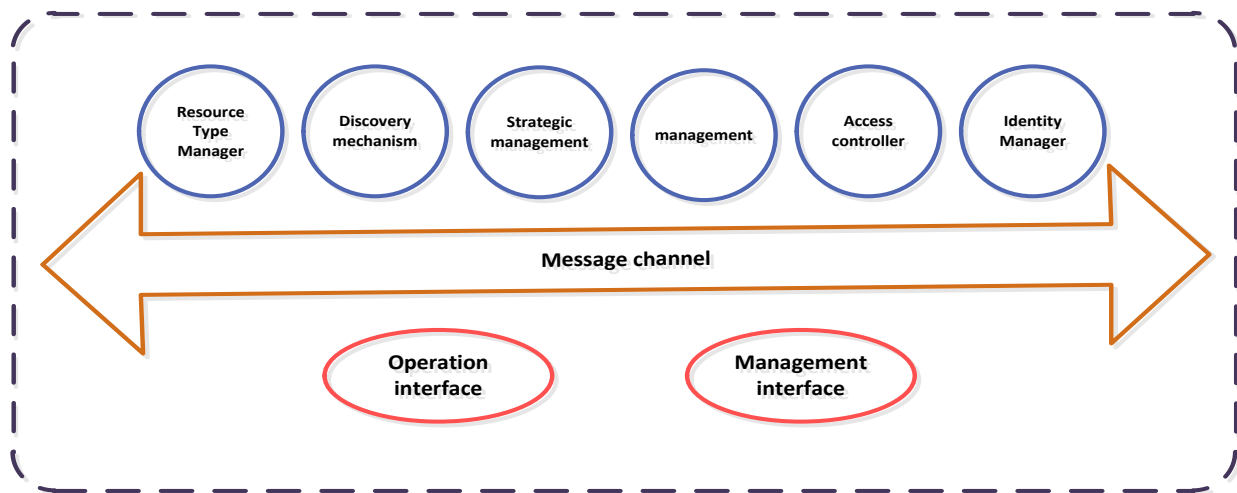 Resource
Type
Manager
Discovery
mechanism
Strategic
management
management
Access
controller
Identity
Manager
Message channel
Operation
interface
Management
interface